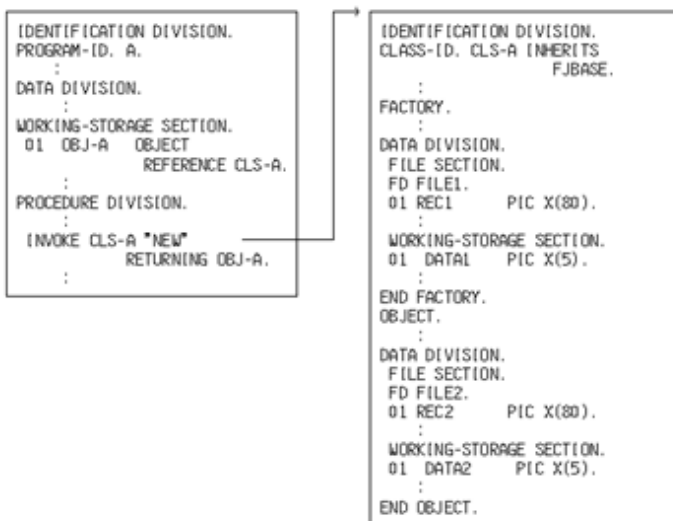 IDENTIFICATION DIVISION.
PROGRAM-ID. A.
:
DATA DIVISION.
:
WORKING-STORAGE SECTION.
01 OBJ-A OBJECT
REFERENCE CLS-A.
:
PROCEDURE DIVISION.
:
INVOKE CLS-A "NEW"
RETURNING OBJ-A.
:
IDENTIFICATION DIVISION.
CLASS-ID. CLS-A INHERITS
FJBASE.
:
FACTORY.
:
DATA DIVISION.
FILE SECTION.
FD FILE1.
01 REC1 PIC X(80).
:
WORKING-STORAGE SECTION.
01 DATA1 PIC X(5).
:
END FACTORY.
OBJECT.
:
DATA DIVISION.
FILE SECTION.
FD FILE2.
01 REC2 PIC X(80).
:
WORKING-STORAGE SECTION.
01 DATA2 PIC X(5).
:
END OBJECT.